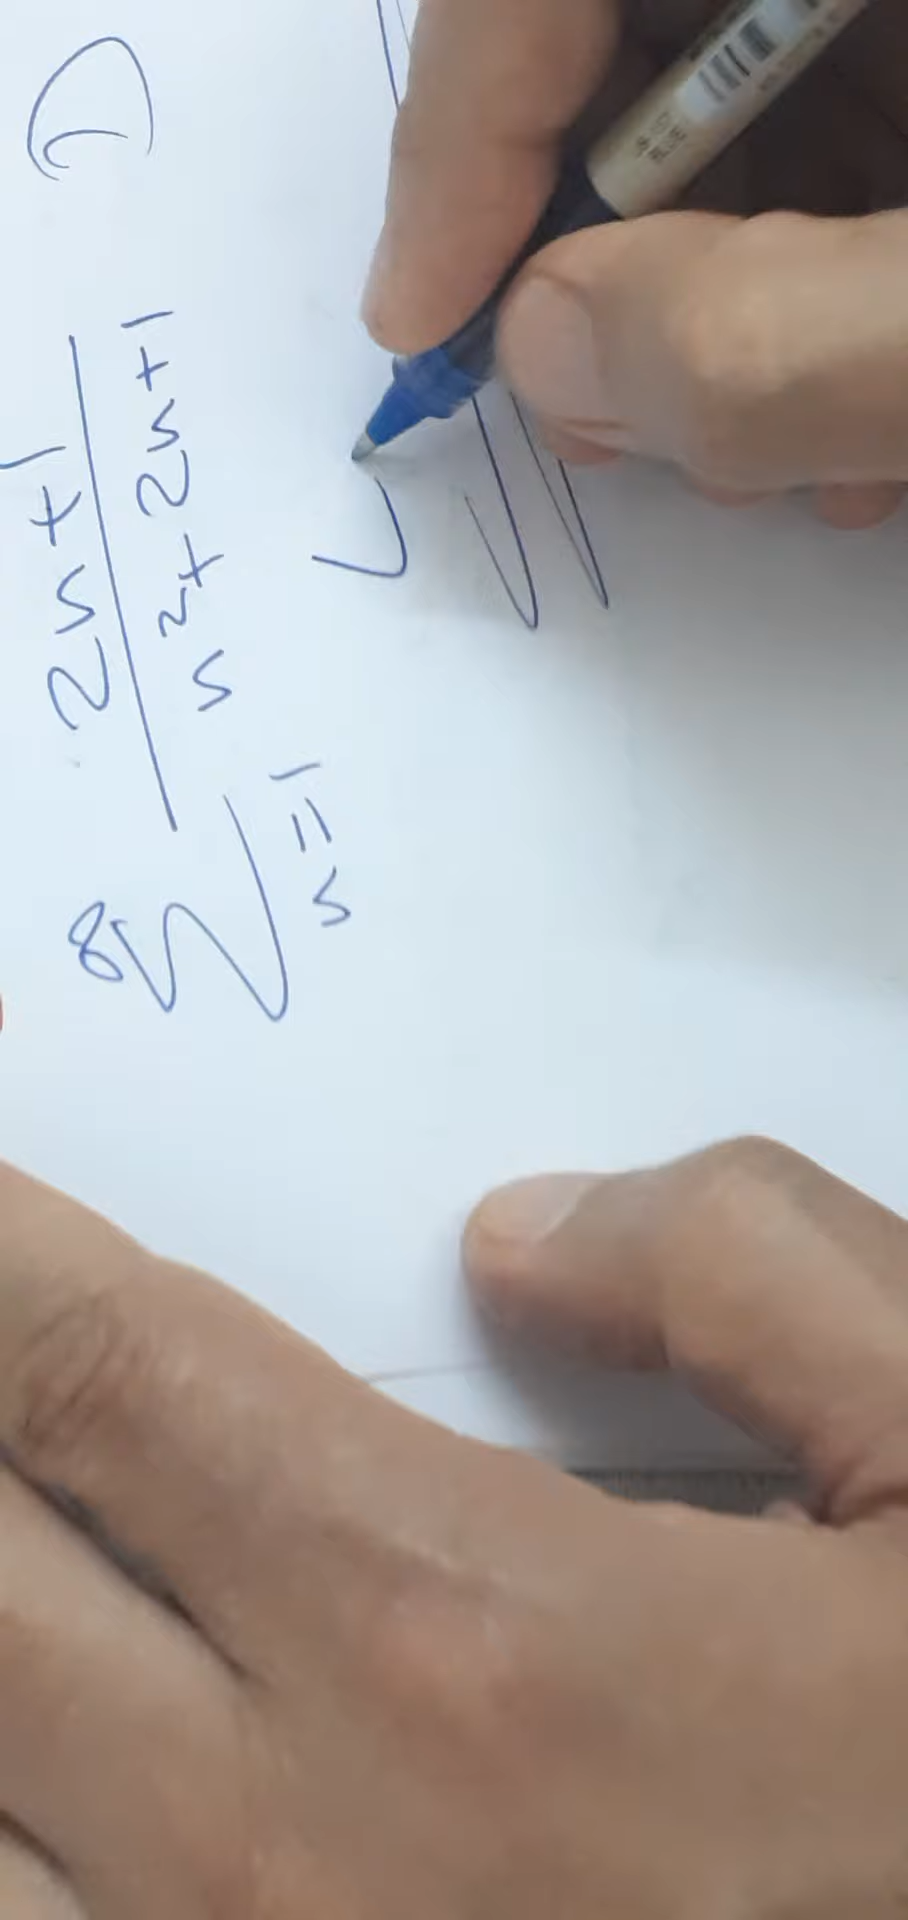 ∞
∑ 2n+1 / n²+2n+1
n=1